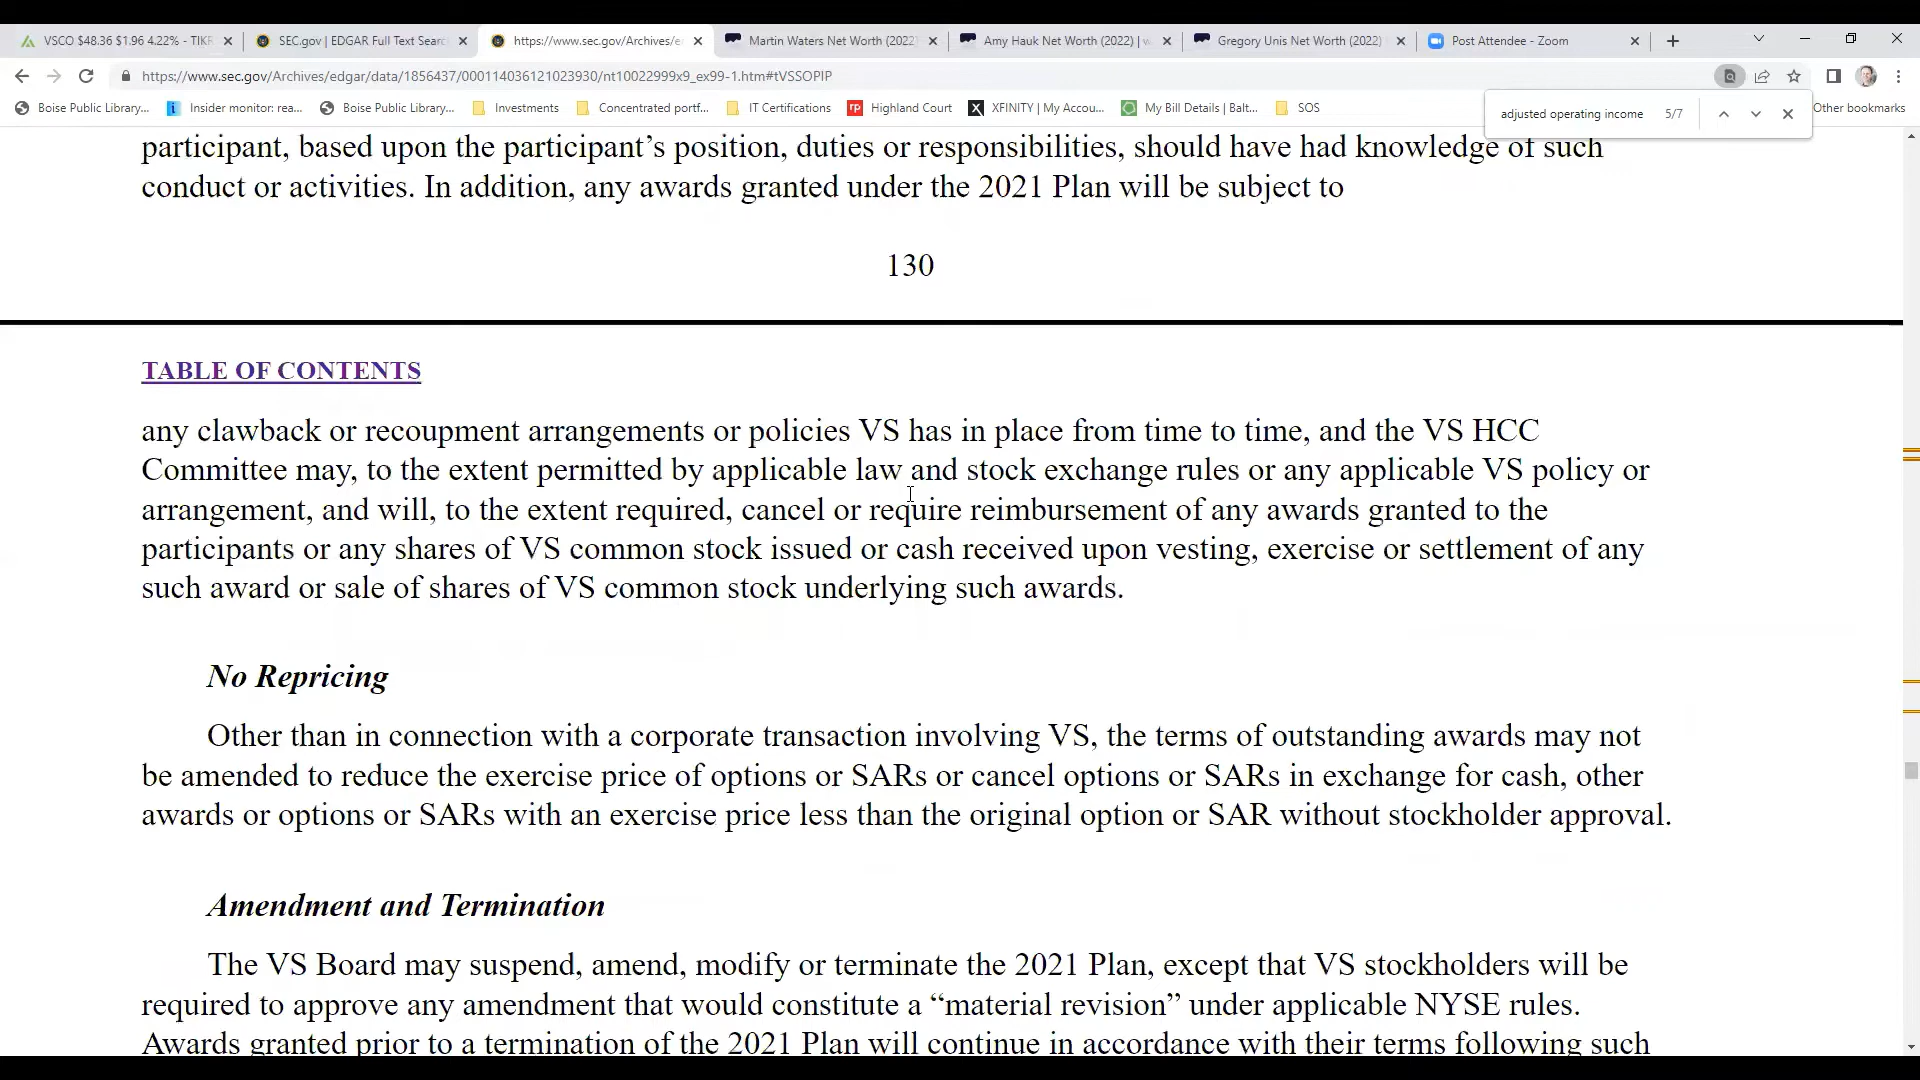 VSCO $48.36 $1.96 4.22% - TIKR
SEC.gov | EDGAR Full Text Search
https://www.sec.gov/Archives/e
Martin Waters Net Worth (2022)
Amy Hauk Net Worth (2022) | w
Gregory Unis Net Worth (2022)
Post Attendee - Zoom
https://www.sec.gov/Archives/edgar/data/1856437/000114036121023930/nt10022999x9_ex99-1.htm#tVSSOPIP
Boise Public Library...
Insider monitor: rea...
Boise Public Library...
Investments
Concentrated portf...
IT Certifications
rp
Highland Court
XFINITY | My Accou...
My Bill Details | Balt...
SOS
Other bookmarks
adjusted operating income 5/7
participant, based upon the participant’s position, duties or responsibilities, should have had knowledge of such
conduct or activities. In addition, any awards granted under the 2021 Plan will be subject to
130
TABLE OF CONTENTS
any clawback or recoupment arrangements or policies VS has in place from time to time, and the VS HCC
Committee may, to the extent permitted by applicable law and stock exchange rules or any applicable VS policy or
arrangement, and will, to the extent required, cancel or require reimbursement of any awards granted to the
participants or any shares of VS common stock issued or cash received upon vesting, exercise or settlement of any
such award or sale of shares of VS common stock underlying such awards.
No Repricing
Other than in connection with a corporate transaction involving VS, the terms of outstanding awards may not
be amended to reduce the exercise price of options or SARs or cancel options or SARs in exchange for cash, other
awards or options or SARs with an exercise price less than the original option or SAR without stockholder approval.
Amendment and Termination
The VS Board may suspend, amend, modify or terminate the 2021 Plan, except that VS stockholders will be
required to approve any amendment that would constitute a “material revision” under applicable NYSE rules.
Awards granted prior to a termination of the 2021 Plan will continue in accordance with their terms following such